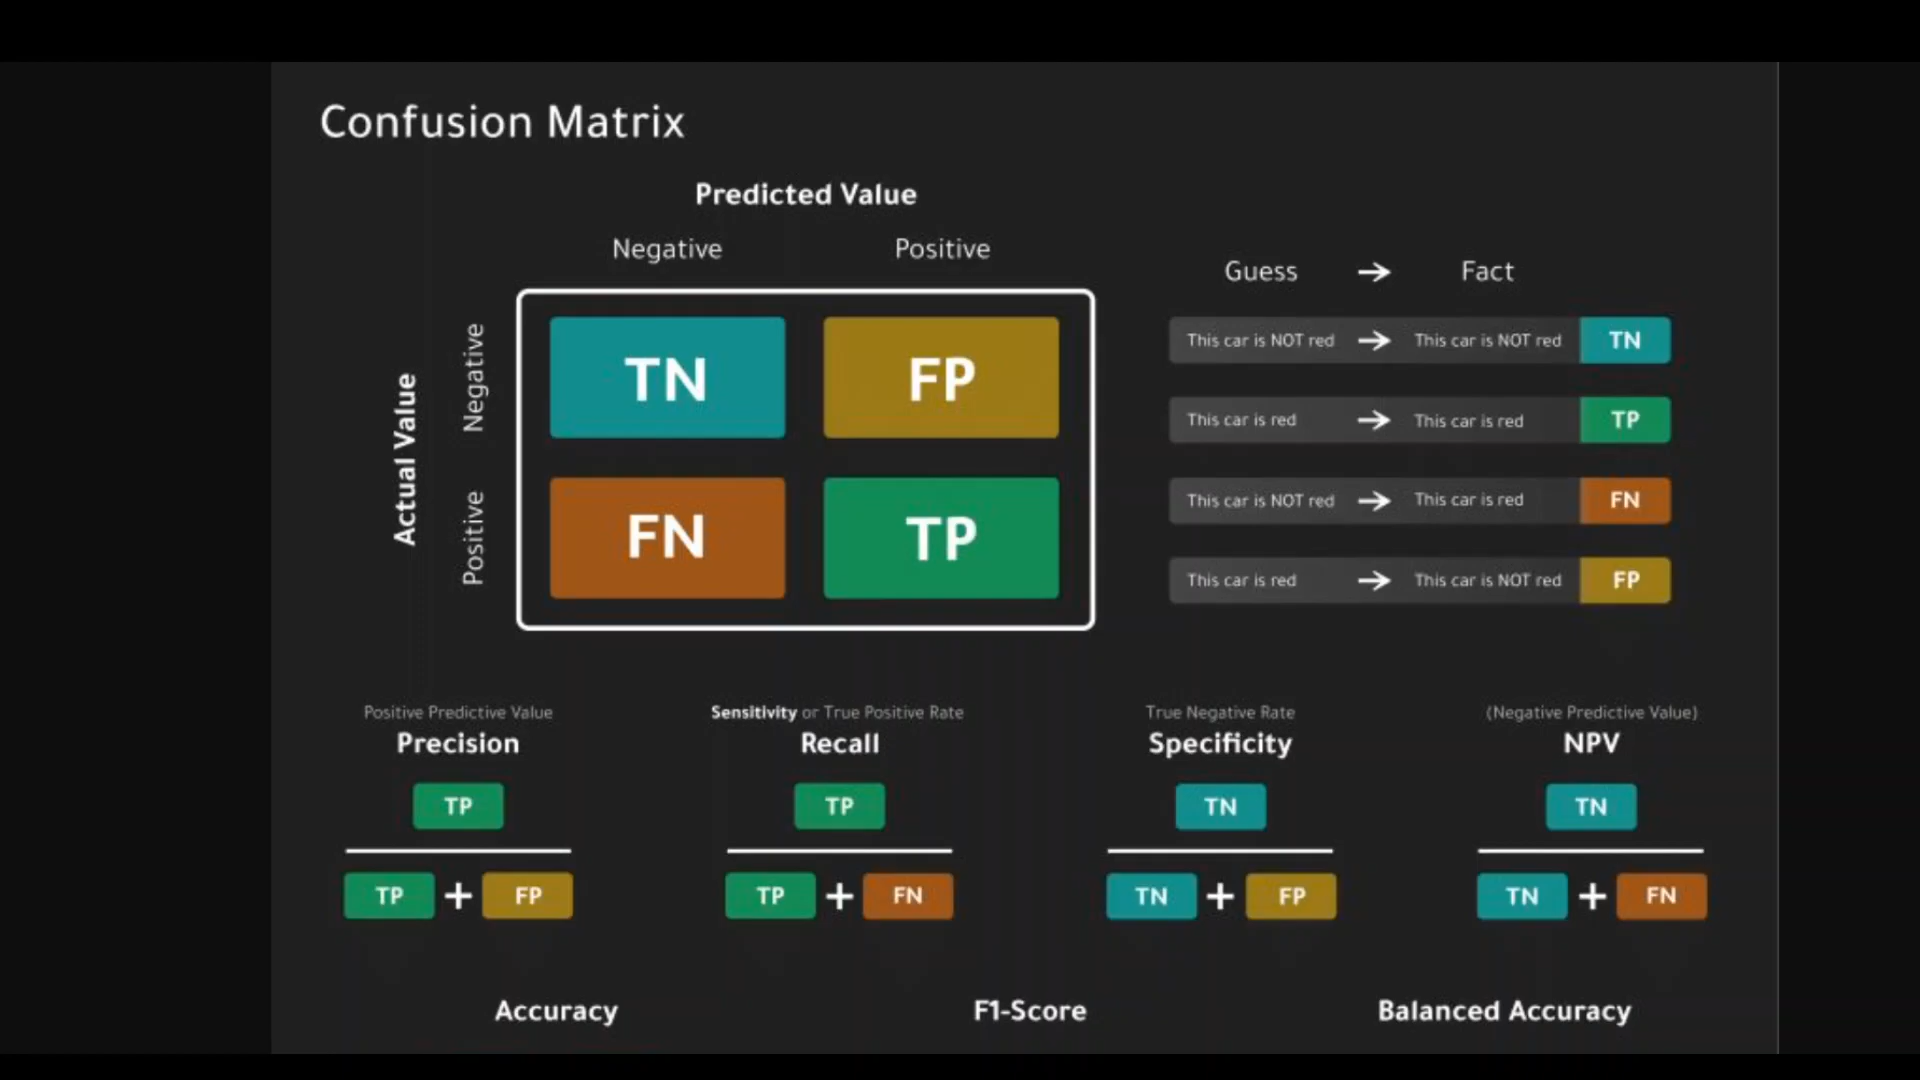 Confusion Matrix
Predicted Value
Negative
Positive
Actual Value
Negative
Positive
TN
FP
FN
TP
Guess → Fact
This car is NOT red → This car is NOT red TN
This car is red → This car is red TP
This car is NOT red → This car is red FN
This car is red → This car is NOT red FP
Positive Predictive Value
Precision
TP
TP + FP
Sensitivity or True Positive Rate
Recall
TP
TP + FN
True Negative Rate
Specificity
TN
TN + FP
(Negative Predictive Value)
NPV
TN
TN + FN
Accuracy
F1-Score
Balanced Accuracy